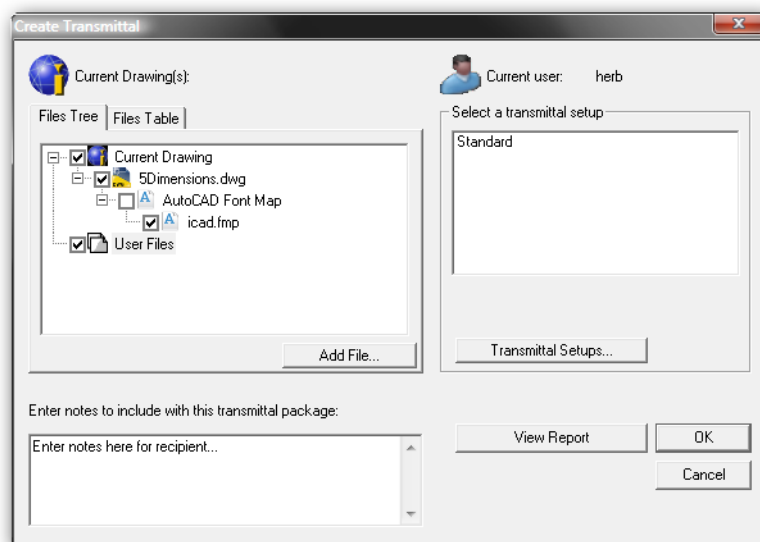 Create Transmittal
Current Drawing(s):
Current user: herb
Files Tree
Files Table
Current Drawing
5Dimensions.dwg
AutoCAD Font Map
icad.fmp
User Files
Add File...
Select a transmittal setup
Standard
Transmittal Setups...
Enter notes to include with this transmittal package:
Enter notes here for recipient...
View Report
OK
Cancel